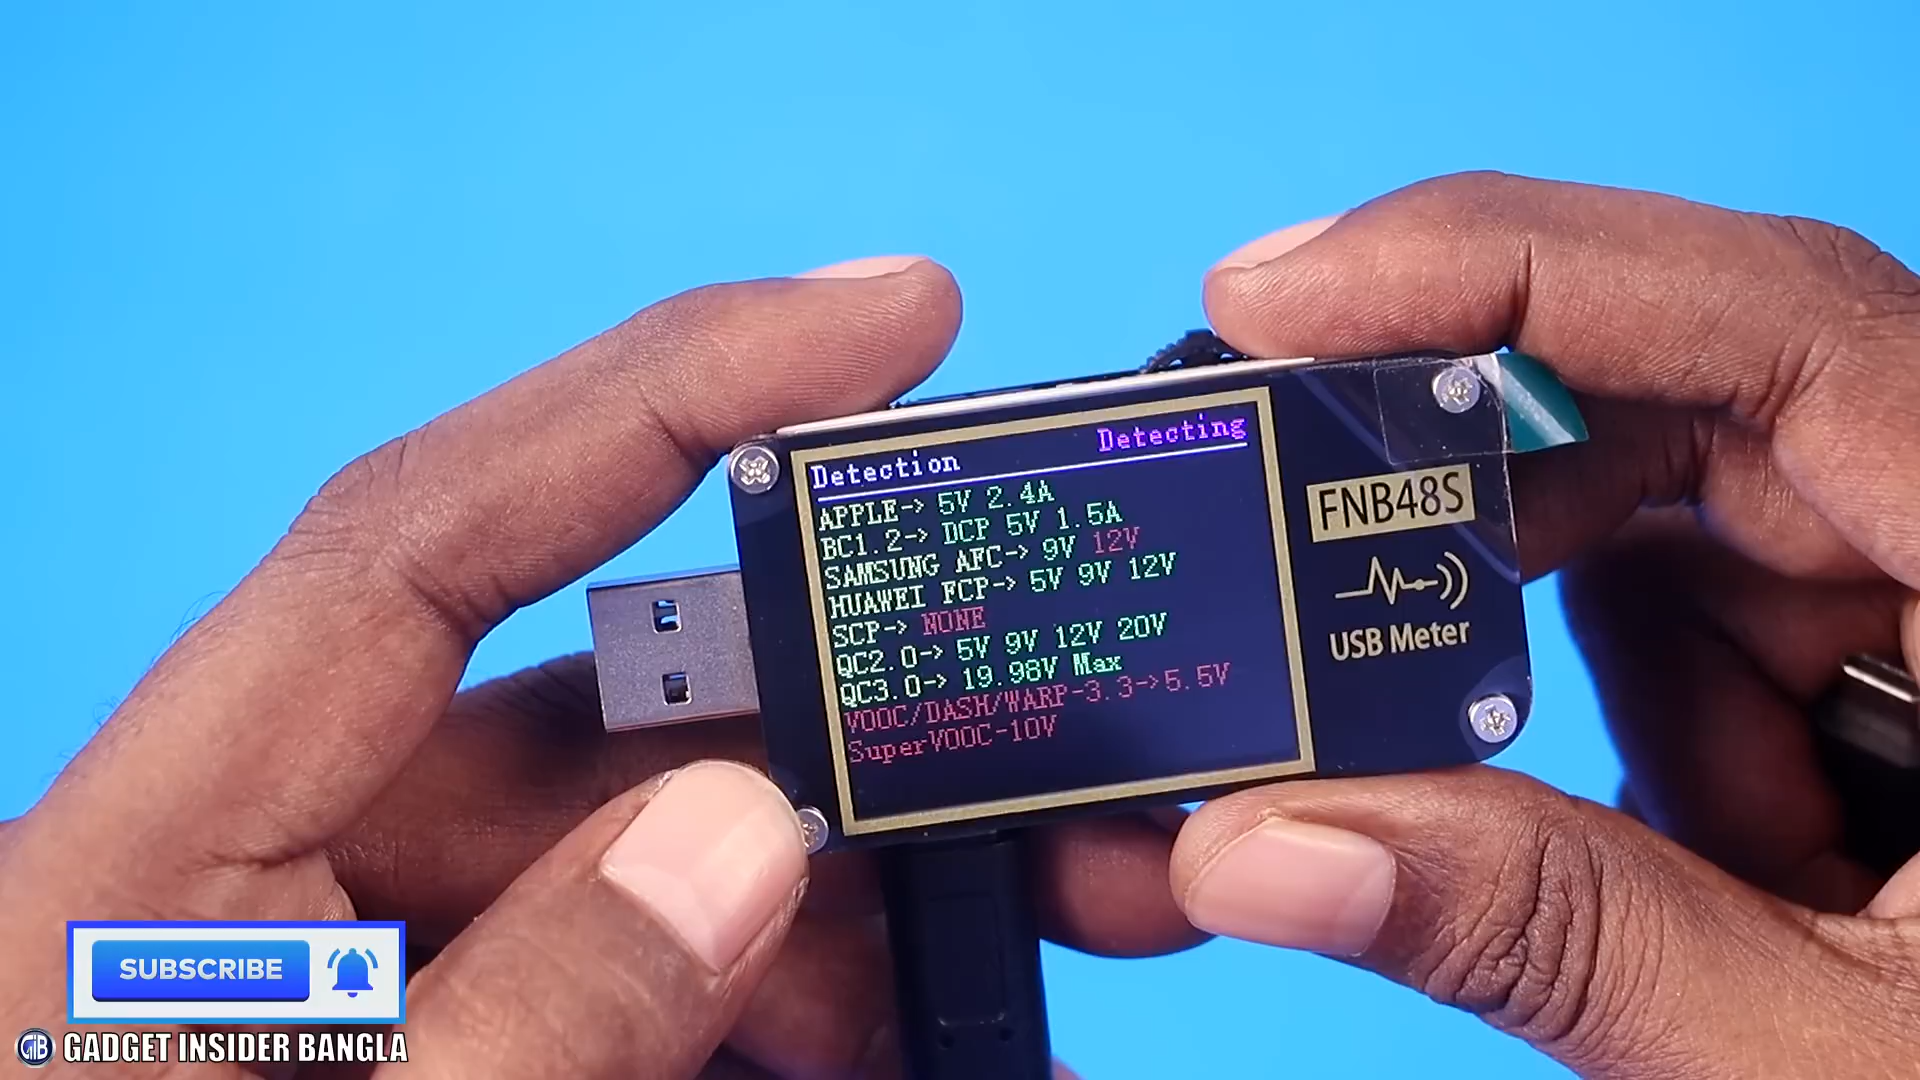 Detection Detecting
APPLE-> 5V 2.4A
BC1.2-> DCP 5V 1.5A
SAMSUNG AFC-> 9V 12V
HUAWEI FCP-> 5V 9V 12V
SCP-> NONE
QC2.0-> 5V 9V 12V 20V
QC3.0-> 19.98V Max
VOOC/DASH/WARP-3.3->5.5V
SuperVOOC-10V
FNB48S
USB Meter
SUBSCRIBE
GIB GADGET INSIDER BANGLA